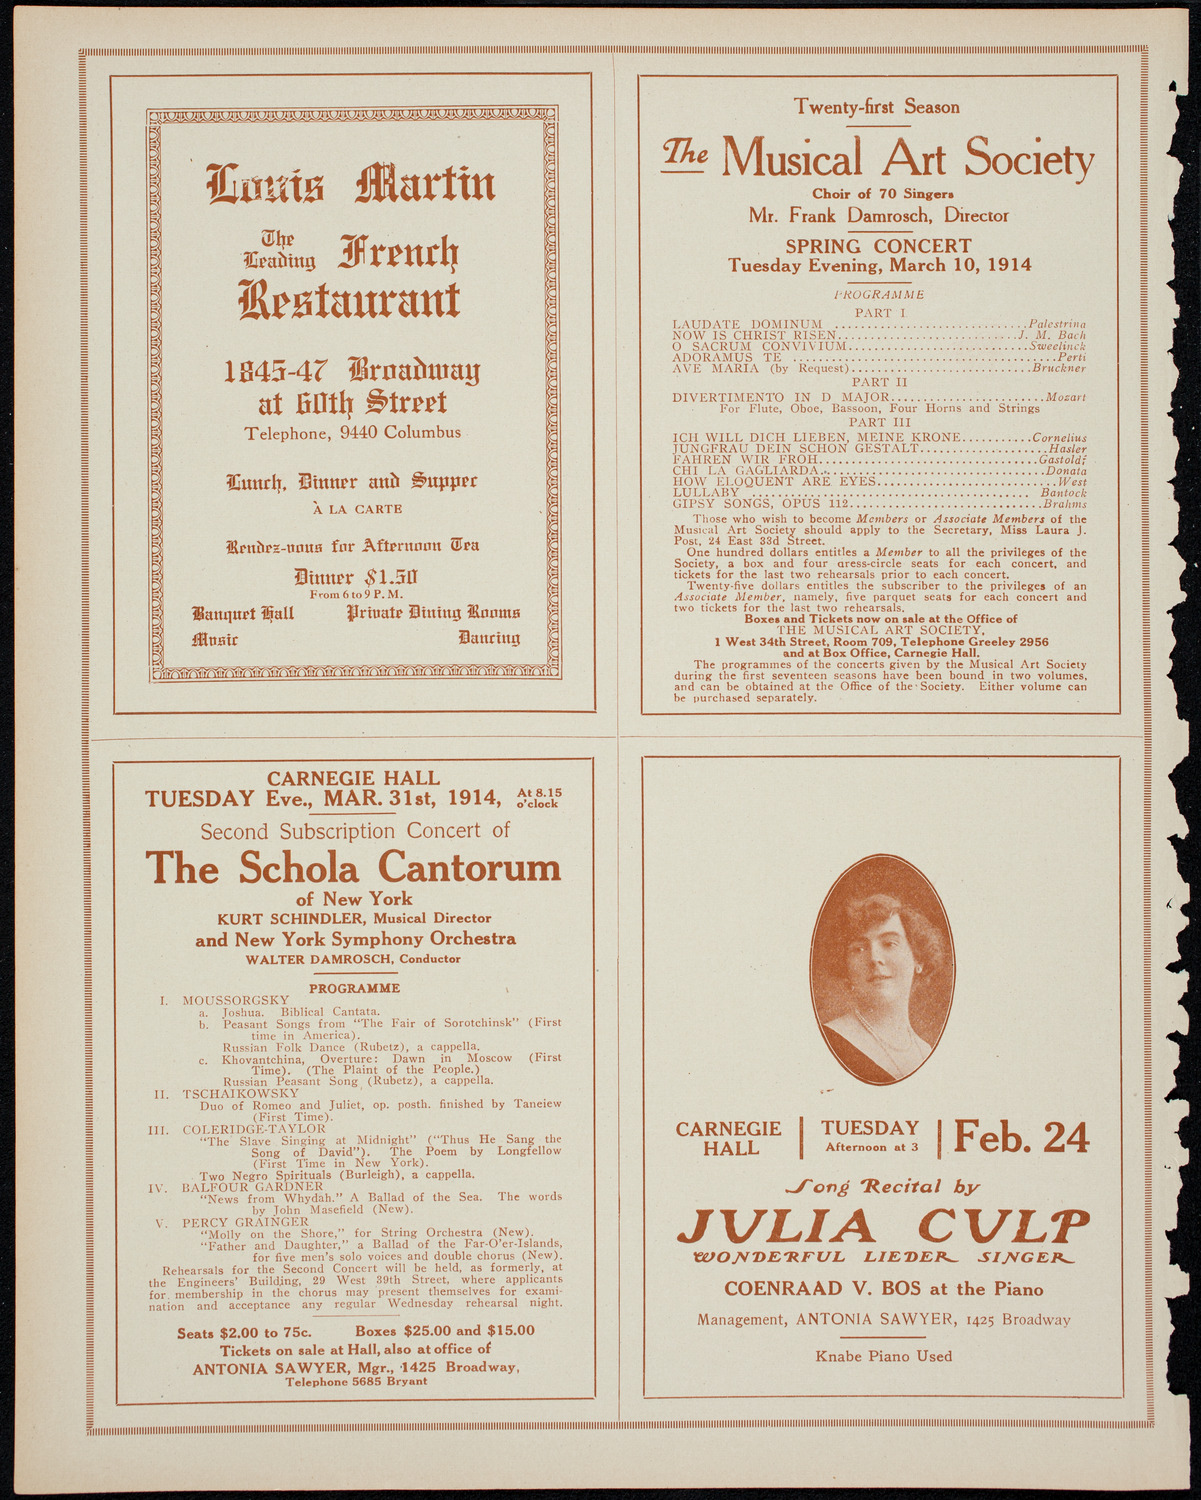 Louis Martin
The Leading French
Restaurant
1845-47 Broadway
at 60th Street
Telephone, 9440 Columbus
Lunch, Dinner and Supper
À LA CARTE
Rendez-vous for Afternoon Tea
Dinner $1.50
From 6 to 9 P. M.
Banquet Hall Private Dining Rooms
Music Dancing
Twenty-first Season
The Musical Art Society
Choir of 70 Singers
Mr. Frank Damrosch, Director
SPRING CONCERT
Tuesday Evening, March 10, 1914
PROGRAMME
PART I
LAUDATE DOMINUM ............................Palestrina
NOW IS CHRIST RISEN..........................J. M. Bach
O SACRUM CONVIVIUM..........................Sweelinck
ADORAMUS TE ......................................Perti
AVE MARIA (by Request)..........................Bruckner
PART II
DIVERTIMENTO IN D MAJOR......................Mozart
For Flute, Oboe, Bassoon, Four Horns and Strings
PART III
ICH WILL DICH LIEBEN, MEINE KRONE..........Cornelius
JUNGFRAU DEIN SCHON GESTALT..................Hasler
FAHREN WIR FROH...............................Gastoldi
CHI LA GAGLIARDA................................Donata
HOW ELOQUENT ARE EYES..........................West
LULLABY ........................................ Bantock
GIPSY SONGS, OPUS 112............................Brahms
Those who wish to become Members or Associate Members of the
Musical Art Society should apply to the Secretary, Miss Laura J.
Post, 24 East 33d Street.
One hundred dollars entitles a Member to all the privileges of the
Society, a box and four dress-circle seats for each concert, and
tickets for the last two rehearsals prior to each concert.
Twenty-five dollars entitles the subscriber to the privileges of an
Associate Member, namely, five parquet seats for each concert and
two tickets for the last two rehearsals.
Boxes and Tickets now on sale at the Office of
THE MUSICAL ART SOCIETY,
1 West 34th Street, Room 709, Telephone Greeley 2956
and at Box Office, Carnegie Hall.
The programmes of the concerts given by the Musical Art Society
during the first seventeen seasons have been bound in two volumes,
and can be obtained at the Office of the Society. Either volume can
be purchased separately.
CARNEGIE HALL
TUESDAY Eve., MAR. 31st, 1914, At 8.15 o'clock
Second Subscription Concert of
The Schola Cantorum
of New York
KURT SCHINDLER, Musical Director
and New York Symphony Orchestra
WALTER DAMROSCH, Conductor
PROGRAMME
I. MOUSSORGSKY
a. Joshua. Biblical Cantata.
b. Peasant Songs from "The Fair of Sorotchinsk" (First
time in America).
Russian Folk Dance (Rubetz), a cappella.
c. Khovantchina, Overture: Dawn in Moscow (First
Time). (The Plaint of the People.)
Russian Peasant Song (Rubetz), a cappella.
II. TSCHAIKOWSKY
Duo of Romeo and Juliet, op. posth. finished by Taneiew
(First Time).
III. COLERIDGE-TAYLOR
"The Slave Singing at Midnight" ("Thus He Sang the
Song of David"). The Poem by Longfellow
(First Time in New York).
Two Negro Spirituals (Burleigh), a cappella.
IV. BALFOUR GARDNER
"News from Whydah." A Ballad of the Sea. The words
by John Masefield (New).
V. PERCY GRAINGER
"Molly on the Shore," for String Orchestra (New).
"Father and Daughter," a Ballad of the Far-O'er-Islands,
for five men's solo voices and double chorus (New).
Rehearsals for the Second Concert will be held, as formerly, at
the Engineers' Building, 29 West 39th Street, where applicants
for membership in the chorus may present themselves for exami-
nation and acceptance any regular Wednesday rehearsal night.
Seats $2.00 to 75c. Boxes $25.00 and $15.00
Tickets on sale at Hall, also at office of
ANTONIA SAWYER, Mgr., 1425 Broadway,
Telephone 5685 Bryant
CARNEGIE HALL | TUESDAY Afternoon at 3 | Feb. 24
Song Recital by
JULIA CULP
WONDERFUL LIEDER SINGER
COENRAAD V. BOS at the Piano
Management, ANTONIA SAWYER, 1425 Broadway
Knabe Piano Used